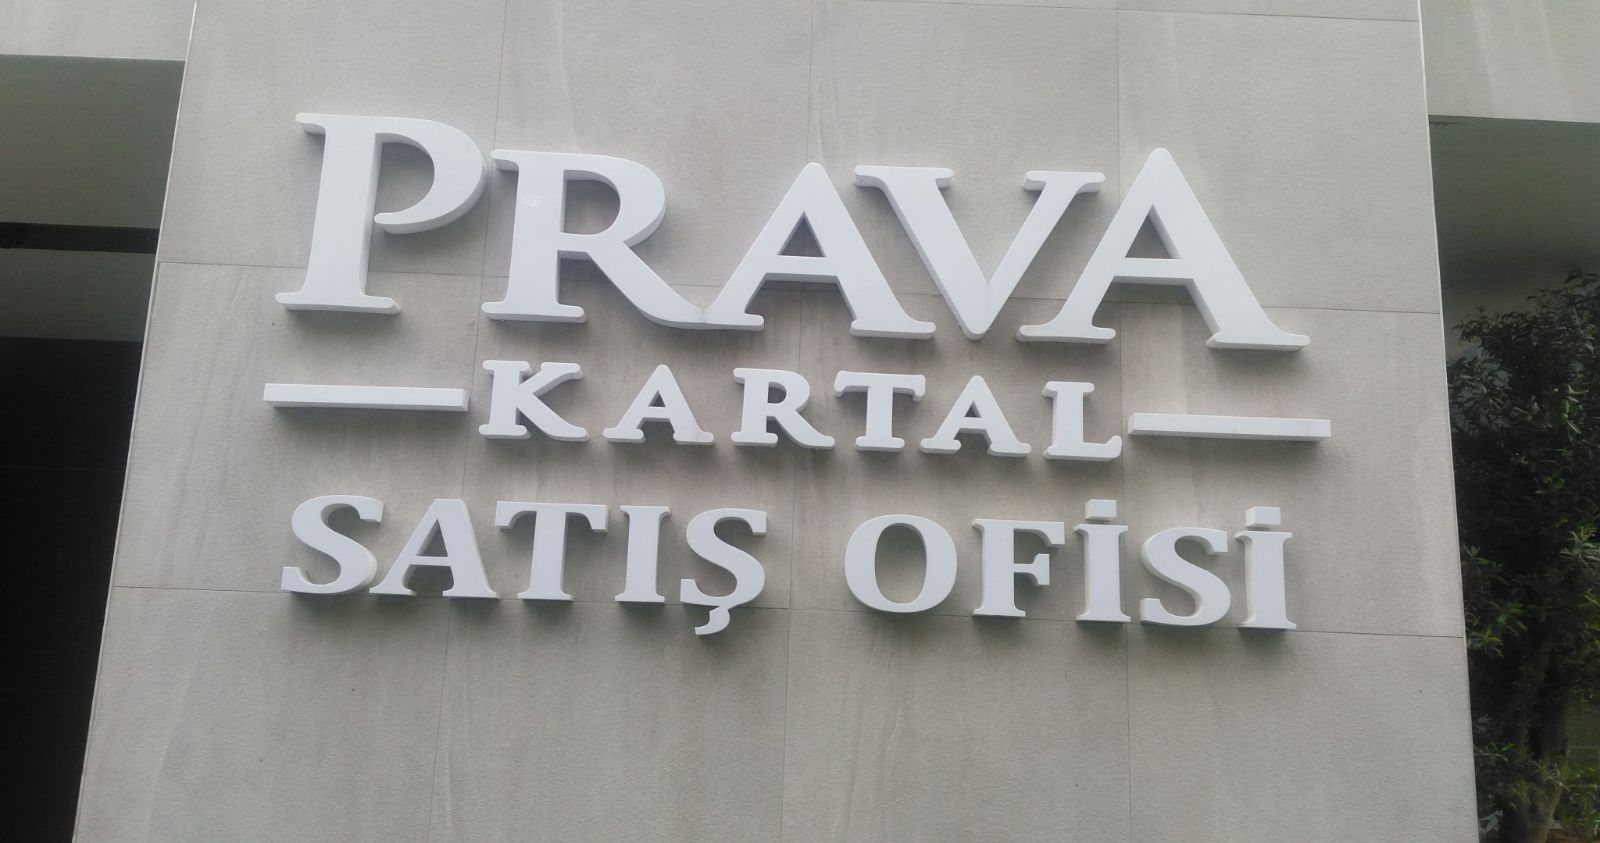 PRAVA
KARTAL
SATIŞ OFİSİ